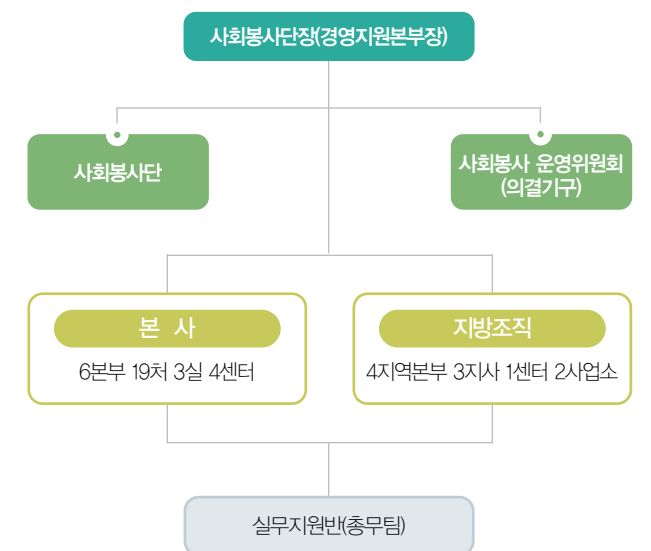 사회봉사단장(경영지원본부장)
사회봉사단
사회봉사 운영위원회
(의결기구)
본 사
6본부 19처 3실 4센터
지방조직
4지역본부 3지사 1센터 2사업소
실무지원반(총무팀)